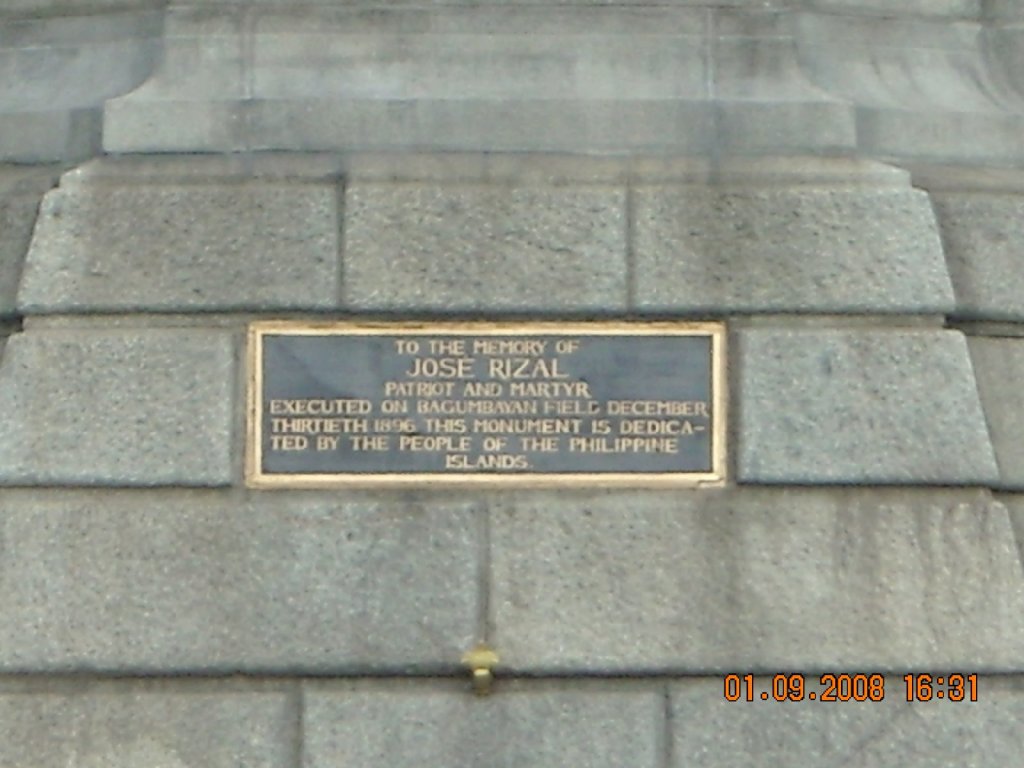 TO THE MEMORY OF
JOSE RIZAL
PATRIOT AND MARTYR
EXECUTED ON BAGUMBAYAN FIELD DECEMBER
THIRTIETH 1896 THIS MONUMENT IS DEDICA-
TED BY THE PEOPLE OF THE PHILIPPINE
ISLANDS.
01.09.2008 16:31